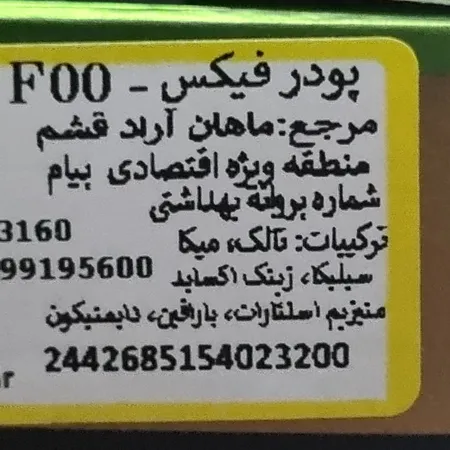 پودر فیکس - F00
مرجع: ماهان آراد قشم
منطقه ویژه اقتصادی پیام
شماره پروانه بهداشتی
3160
ترکیبات: تالک، میکا
99195600
سیلیکا، زینک اکساید
منیزیم استئارات، پارافین، دایمتیکون
2442685154023200